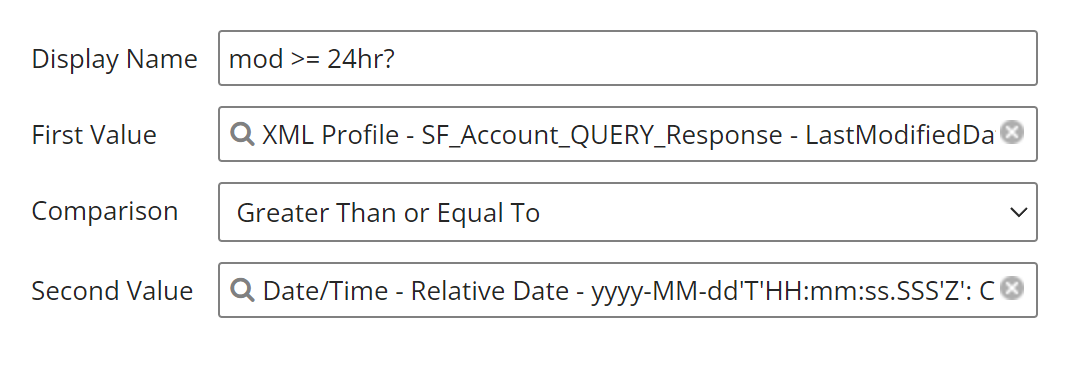 Display Name mod >= 24hr?
First Value XML Profile - SF_Account_QUERY_Response - LastModifiedDa
Comparison Greater Than or Equal To
Second Value Date/Time - Relative Date - yyyy-MM-dd'T'HH:mm:ss.SSS'Z': C